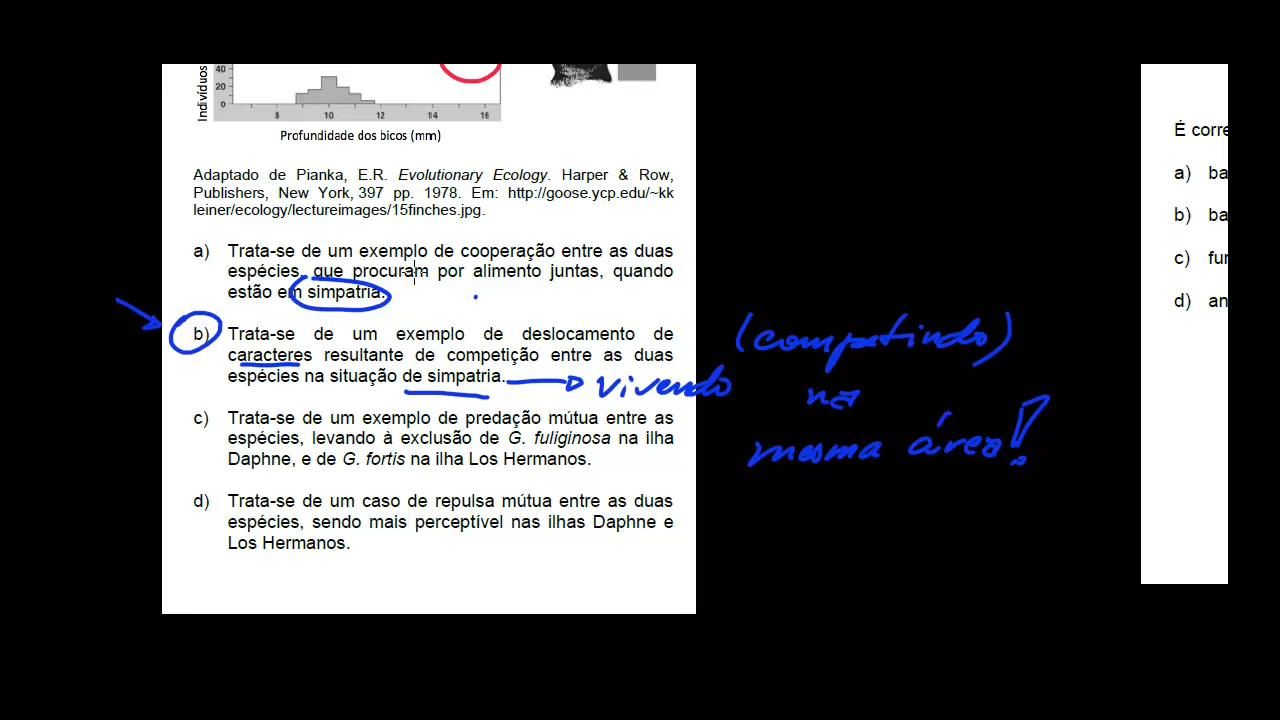 40
20
0
Indivíduos
8 10 12 14 16
Profundidade dos bicos (mm)
Adaptado de Pianka, E.R. Evolutionary Ecology. Harper & Row,
Publishers, New York, 397 pp. 1978. Em: http://goose.ycp.edu/~kk
leiner/ecology/lectureimages/15finches.jpg.
a) Trata-se de um exemplo de cooperação entre as duas
espécies, que procuram por alimento juntas, quando
estão em simpatria.
b) Trata-se de um exemplo de deslocamento de
caracteres resultante de competição entre as duas
espécies na situação de simpatria.
vivendo
(competindo)
na
mesma área!
c) Trata-se de um exemplo de predação mútua entre as
espécies, levando à exclusão de G. fuliginosa na ilha
Daphne, e de G. fortis na ilha Los Hermanos.
d) Trata-se de um caso de repulsa mútua entre as duas
espécies, sendo mais perceptível nas ilhas Daphne e
Los Hermanos.
É corre
a) ba
b) ba
c) fur
d) an